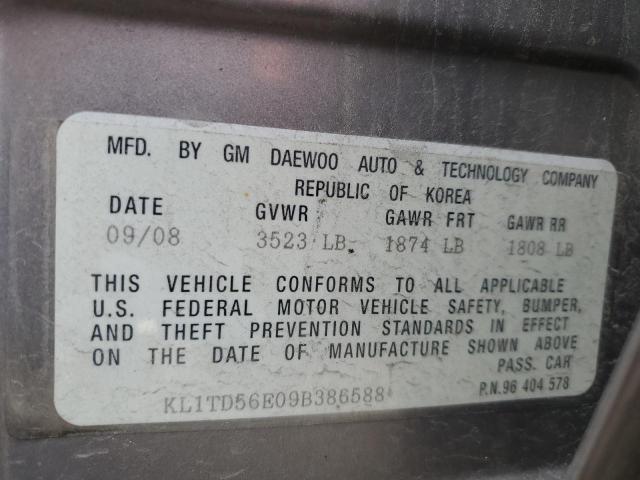 MFD. BY GM DAEWOO AUTO & TECHNOLOGY COMPANY
REPUBLIC OF KOREA
DATE GVWR GAWR FRT GAWR RR
09/08 3523 LB 1874 LB 1808 LB
THIS VEHICLE CONFORMS TO ALL APPLICABLE
U.S. FEDERAL MOTOR VEHICLE SAFETY, BUMPER,
AND THEFT PREVENTION STANDARDS IN EFFECT
ON THE DATE OF MANUFACTURE SHOWN ABOVE
PASS. CAR
KL1TD56E09B386588 P.N.96 404 578